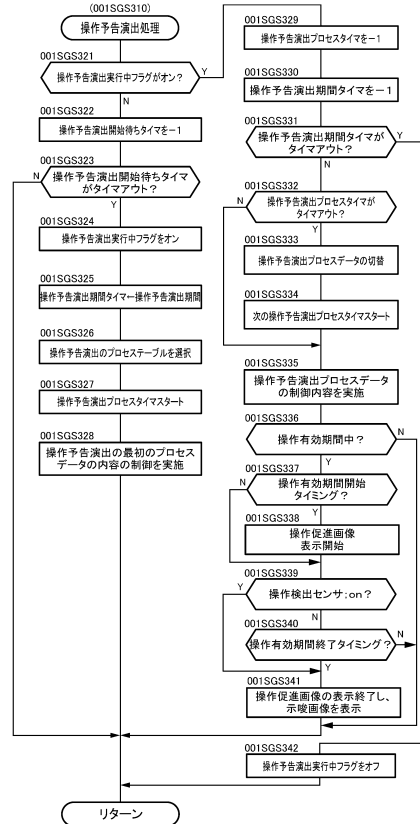 (001SGS310)
操作予告演出処理
001SGS321
操作予告演出実行中フラグがオン?
Y
N
001SGS322
操作予告演出開始待ちタイマを−1
001SGS323
N
操作予告演出開始待ちタイマ
がタイマアウト?
Y
001SGS324
操作予告演出実行中フラグをオン
001SGS325
操作予告演出期間タイマ←操作予告演出期間
001SGS326
操作予告演出のプロセステーブルを選択
001SGS327
操作予告演出プロセスタイマスタート
001SGS328
操作予告演出の最初のプロセス
データの内容の制御を実施
001SGS329
操作予告演出プロセスタイマを−1
001SGS330
操作予告演出期間タイマを−1
001SGS331
操作予告演出期間タイマが
タイマアウト?
Y
N
001SGS332
N
操作予告演出プロセスタイマが
タイマアウト?
Y
001SGS333
操作予告演出プロセスデータの切替
001SGS334
次の操作予告演出プロセスタイマスタート
001SGS335
操作予告演出プロセスデータ
の制御内容を実施
001SGS336
操作有効期間中?
N
Y
001SGS337
N
操作有効期間開始
タイミング?
Y
001SGS338
操作促進画像
表示開始
001SGS339
Y
操作検出センサ;on?
N
001SGS340
操作有効期間終了タイミング?
N
Y
001SGS341
操作促進画像の表示終了し、
示唆画像を表示
001SGS342
操作予告演出実行中フラグをオフ
リターン